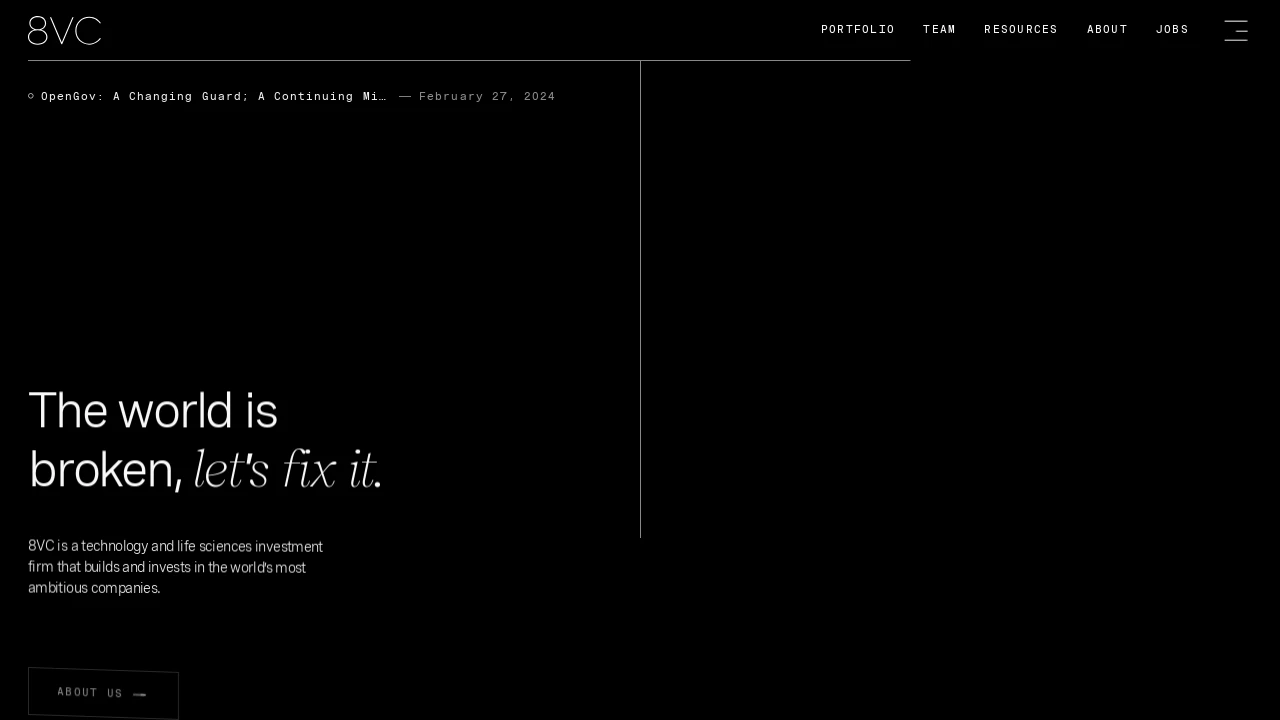 8VC
PORTFOLIO TEAM RESOURCES ABOUT JOBS
OpenGov: A Changing Guard; A Continuing Mi… — February 27, 2024
The world is
broken, let's fix it.
8VC is a technology and life sciences investment
firm that builds and invests in the world's most
ambitious companies.
ABOUT US